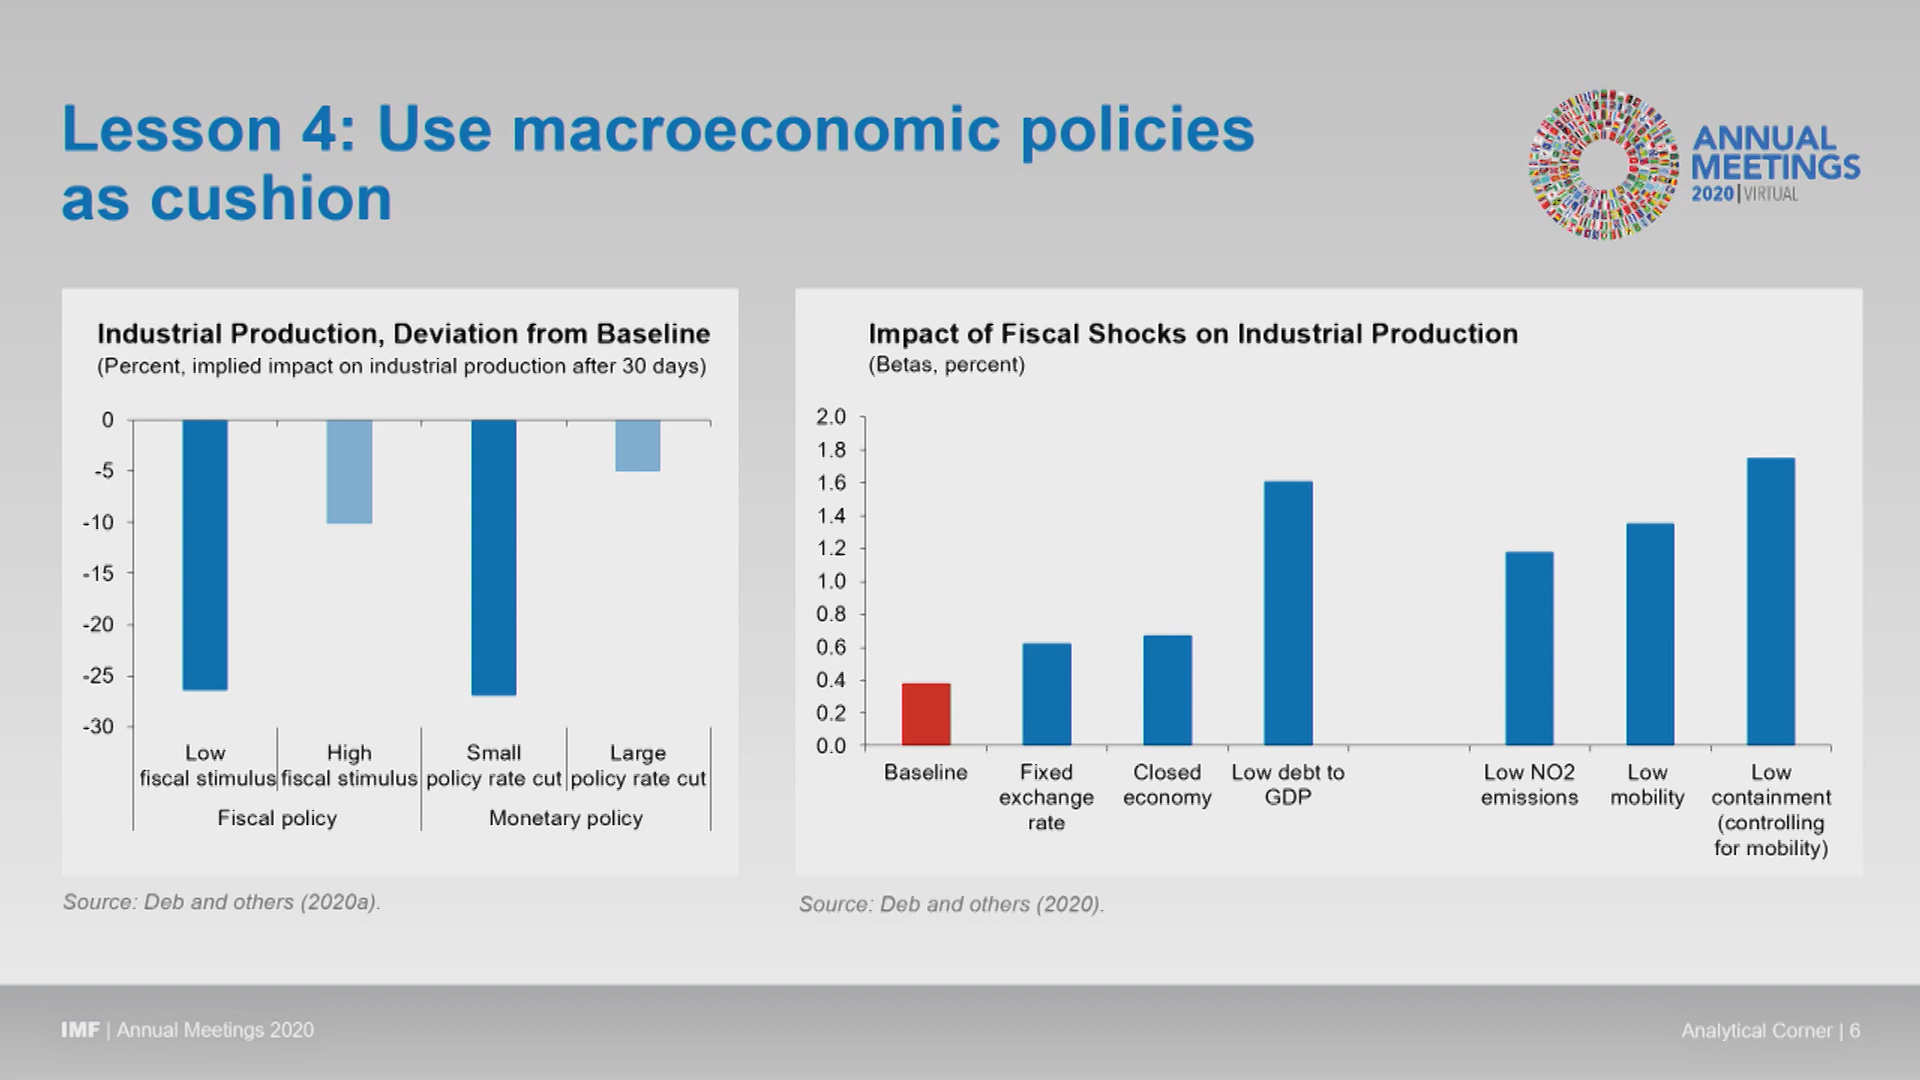 Lesson 4: Use macroeconomic policies
as cushion
ANNUAL
MEETINGS
2020 | VIRTUAL
Industrial Production, Deviation from Baseline
(Percent, implied impact on industrial production after 30 days)
0
-5
-10
-15
-20
-25
-30
Low
fiscal stimulus
High
fiscal stimulus
Small
policy rate cut
Large
policy rate cut
Fiscal policy
Monetary policy
Source: Deb and others (2020a).
Impact of Fiscal Shocks on Industrial Production
(Betas, percent)
2.0
1.8
1.6
1.4
1.2
1.0
0.8
0.6
0.4
0.2
0.0
Baseline
Fixed
exchange
rate
Closed
economy
Low debt to
GDP
Low NO2
emissions
Low
mobility
Low
containment
(controlling
for mobility)
Source: Deb and others (2020).
IMF | Annual Meetings 2020
Analytical Corner | 6